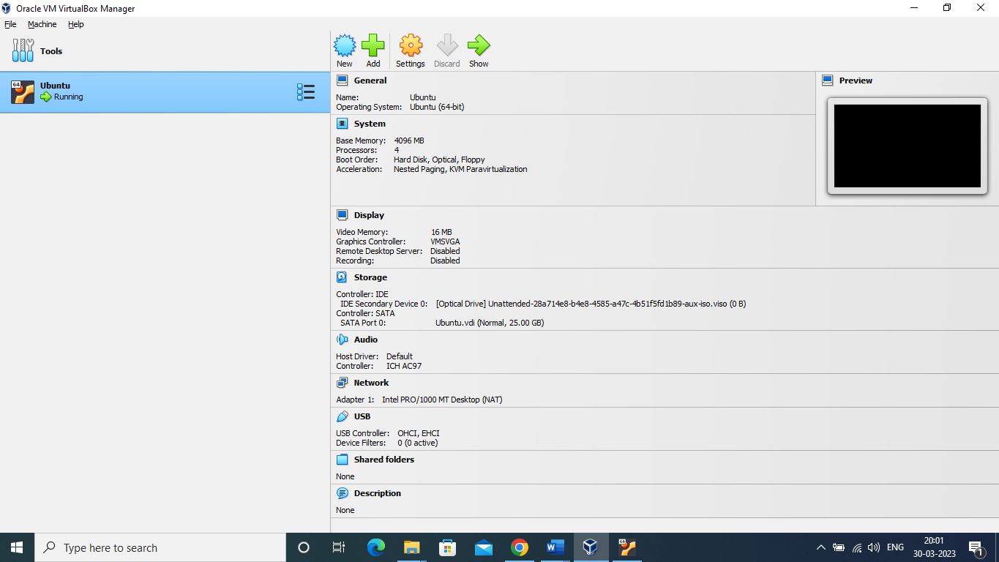 Oracle VM VirtualBox Manager
File Machine Help
Tools
New Add Settings Discard Show
64 Ubuntu
Running
General
Name: Ubuntu
Operating System: Ubuntu (64-bit)
Preview
System
Base Memory: 4096 MB
Processors: 4
Boot Order: Hard Disk, Optical, Floppy
Acceleration: Nested Paging, KVM Paravirtualization
Display
Video Memory: 16 MB
Graphics Controller: VMSVGA
Remote Desktop Server: Disabled
Recording: Disabled
Storage
Controller: IDE
IDE Secondary Device 0: [Optical Drive] Unattended-28a714e8-b4e8-4585-a47c-4b51f5fd1b89-aux-iso.viso (0 B)
Controller: SATA
SATA Port 0: Ubuntu.vdi (Normal, 25.00 GB)
Audio
Host Driver: Default
Controller: ICH AC97
Network
Adapter 1: Intel PRO/1000 MT Desktop (NAT)
USB
USB Controller: OHCI, EHCI
Device Filters: 0 (0 active)
Shared folders
None
Description
None
Type here to search
W
64
ENG
20:01
30-03-2023
1